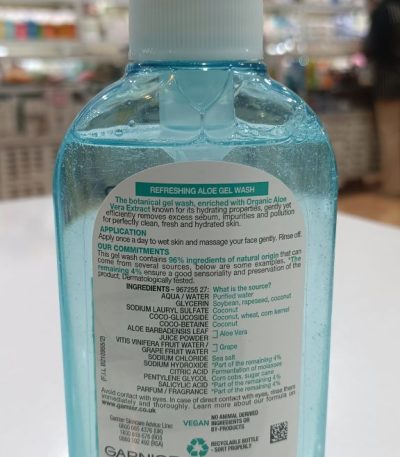 REFRESHING ALOE GEL WASH
The botanical gel wash, enriched with Organic Aloe
Vera Extract known for its hydrating properties, gently yet
efficiently removes excess sebum, impurities and pollution
for perfectly clean, fresh and hydrated skin.
APPLICATION
Apply once a day to wet skin and massage your face gently. Rinse off.
OUR COMMITMENTS
This gel wash contains 96% ingredients of natural origin that can
come from several sources, below are some examples. *The
remaining 4% ensure a good sensoriality and preservation of the
product. Dermatologically tested.
INGREDIENTS - 967255 27: What is the source?
AQUA / WATER Purified water
GLYCERIN Soybean, rapeseed, coconut
SODIUM LAURYL SULFATE Coconut
COCO-GLUCOSIDE Coconut, wheat, corn kernel
COCO-BETAINE Coconut
ALOE BARBADENSIS LEAF
JUICE POWDER Aloe Vera
VITIS VINIFERA FRUIT WATER /
GRAPE FRUIT WATER Grape
SODIUM CHLORIDE Sea salt
SODIUM HYDROXIDE *Part of the remaining 4%
CITRIC ACID Fermentation of molasses
PENTYLENE GLYCOL Corn cobs, sugar cane
SALICYLIC ACID *Part of the remaining 4%
PARFUM / FRAGRANCE *Part of the remaining 4%
Avoid contact with eyes. In case of direct contact with eyes, rinse them
immediately and thoroughly. Learn more about our formula on
www.garnier.co.uk
Garnier Skincare Advice Line:
VEGAN NO ANIMAL DERIVED
INGREDIENTS OR
BY-PRODUCTS.
RECYCLABLE BOTTLE
- SORT PROPERLY
GARNIER